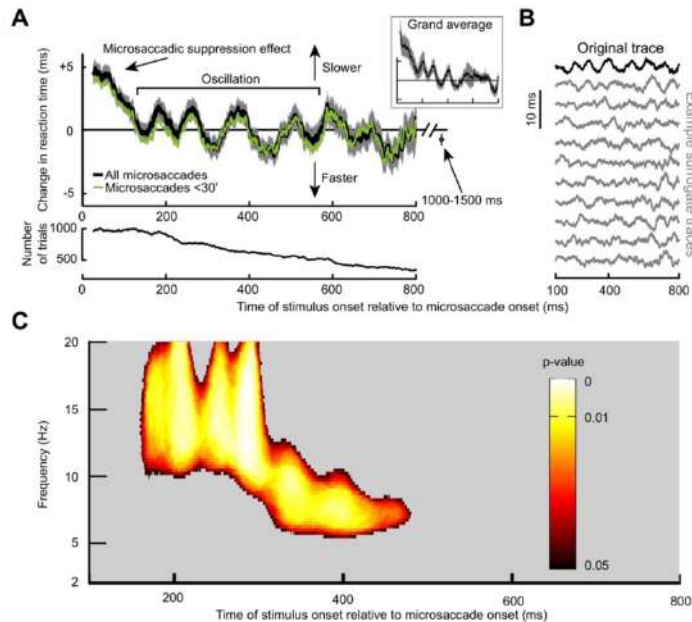 A
Microsaccadic suppression effect
Slower
Grand average
Oscillation
+5
0
-5
Change in reaction time (ms)
All microsaccades
Microsaccades <30'
Faster
1000-1500 ms
200
400
600
800
1000
500
Number of trials
200
400
600
800
Time of stimulus onset relative to microsaccade onset (ms)
B
Original trace
10 ms
Example surrogate traces
100
400
800
C
20
15
10
5
2
Frequency (Hz)
p-value
0
0.01
0.05
200
400
600
800
Time of stimulus onset relative to microsaccade onset (ms)